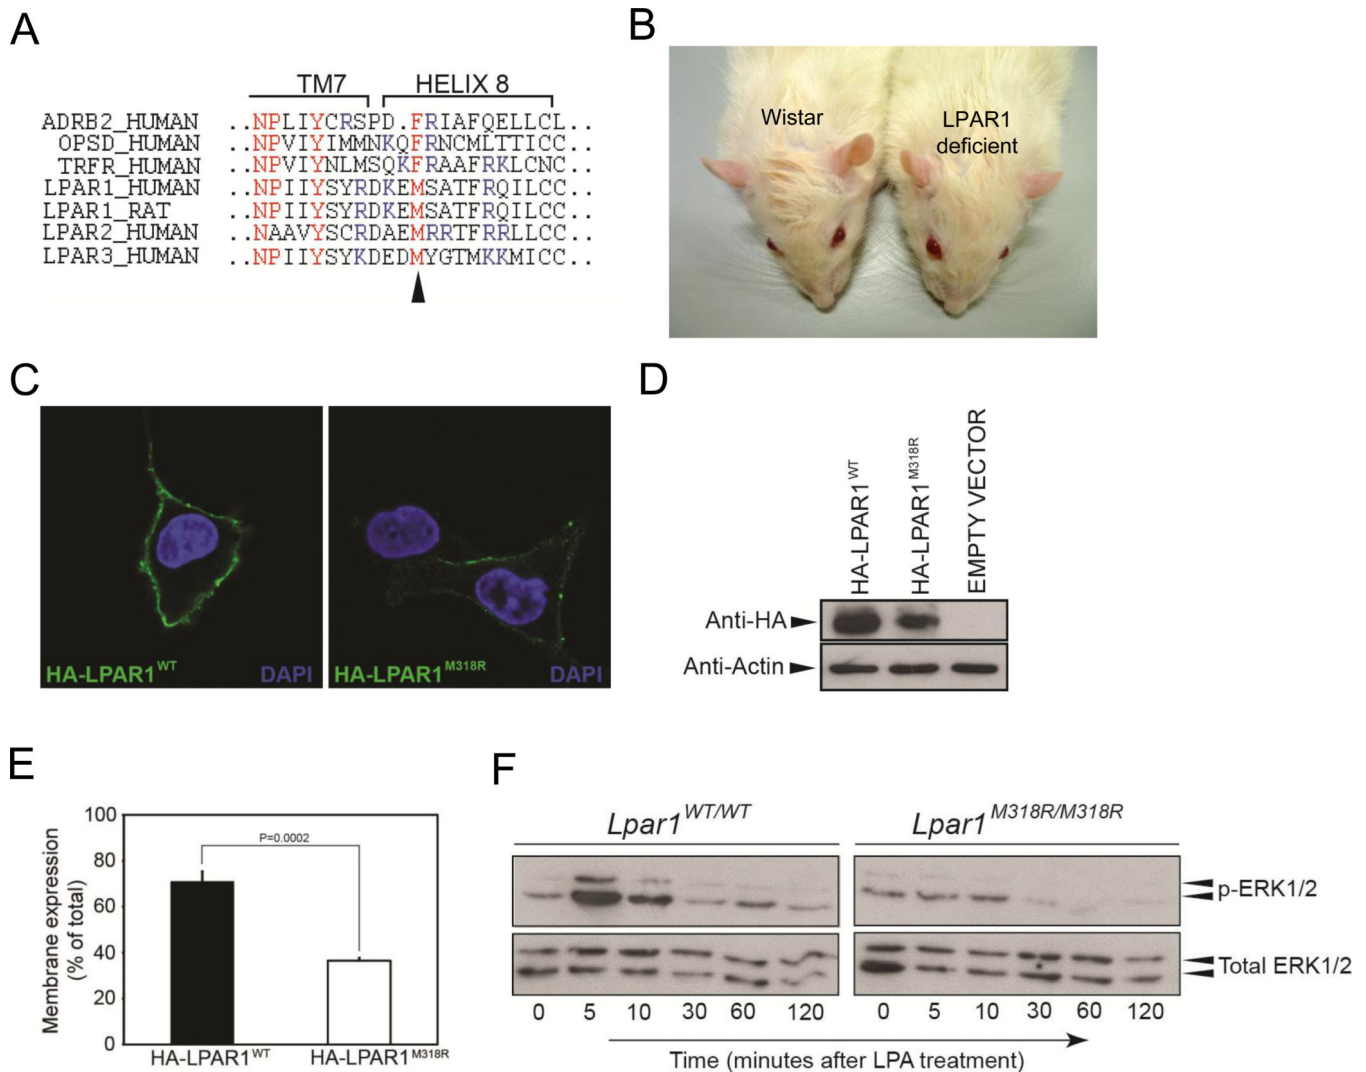 A
TM7 HELIX 8
ADRB2_HUMAN ..NPLIYCRSPD.FRIAFQELLCL..
OPSD_HUMAN ..NPVIYIMMNKQFRNCMLTTICC..
TRFR_HUMAN ..NPVIYNLMSQKFRAAFRKLCNC..
LPAR1_HUMAN ..NPIIYSYRDKEMSATFRQILCC..
LPAR1_RAT ..NPIIYSYRDKEMSATFRQILCC..
LPAR2_HUMAN ..NAAVYSCRDAEMRRTFRRLLCC..
LPAR3_HUMAN ..NPIIYSYKDEDMYGTMKKMICC..
B
Wistar
LPAR1
deficient
C
HA-LPAR1WT DAPI
HA-LPAR1M318R DAPI
D
HA-LPAR1WT
HA-LPAR1M318R
EMPTY VECTOR
Anti-HA
Anti-Actin
E
Membrane expression
(% of total)
100
80
60
40
20
0
P=0.0002
HA-LPAR1WT
HA-LPAR1M318R
F
Lpar1WT/WT
Lpar1M318R/M318R
p-ERK1/2
Total ERK1/2
0 5 10 30 60 120
0 5 10 30 60 120
Time (minutes after LPA treatment)